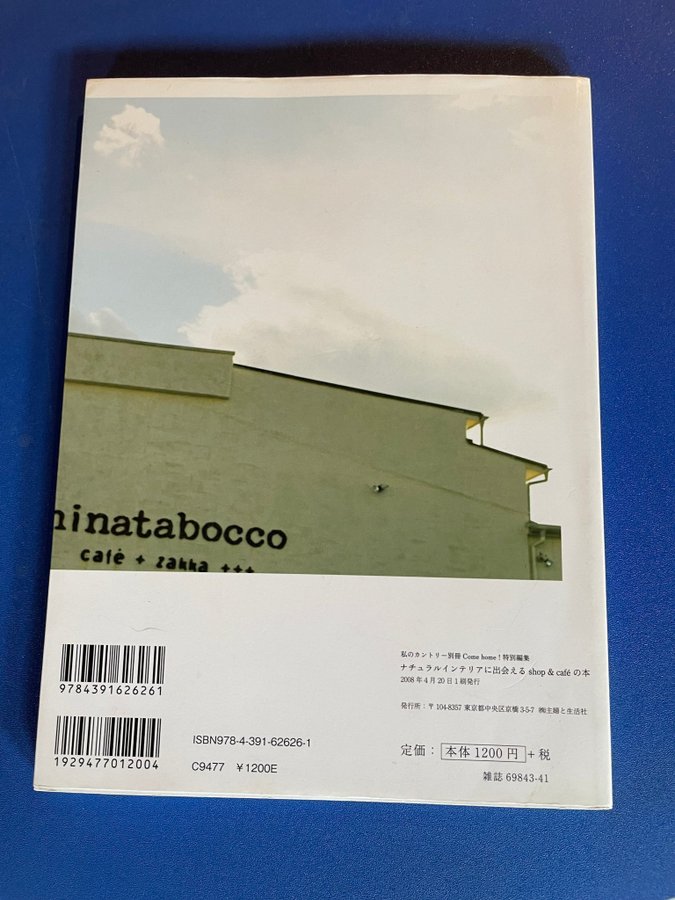 hinatabocco
café + zakka +++
9784391626261
1929477012004
ISBN978-4-391-62626-1
C9477 ￥1200E
私のカントリー別冊 Come home！特別編集
ナチュラルインテリアに出会える shop & café の本
2008年4月20日1刷発行
発行所：〒104-8357 東京都中央区京橋3-5-7 ㈱主婦と生活社
定価：本体1200円+税
雑誌 69843-41